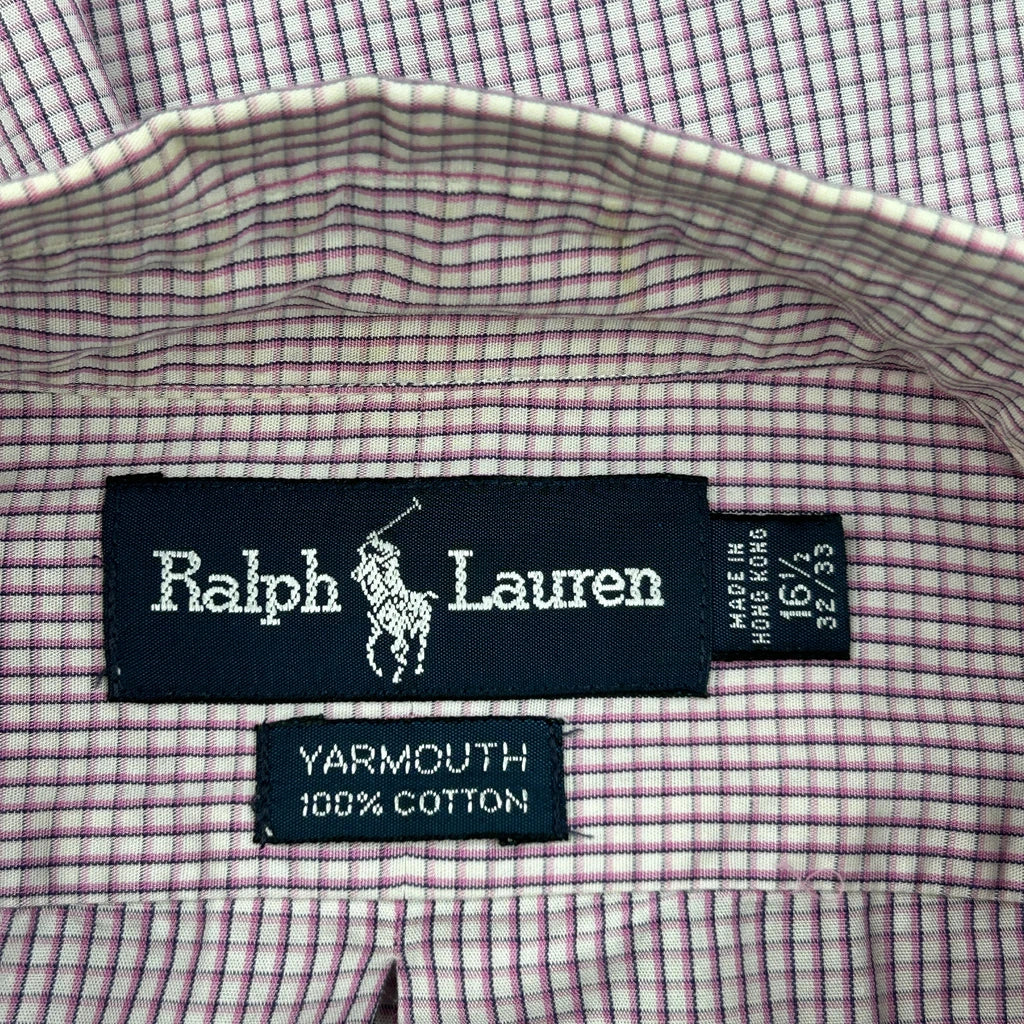 Ralph Lauren
MADE IN
HONG KONG
16½
32/33
YARMOUTH
100% COTTON